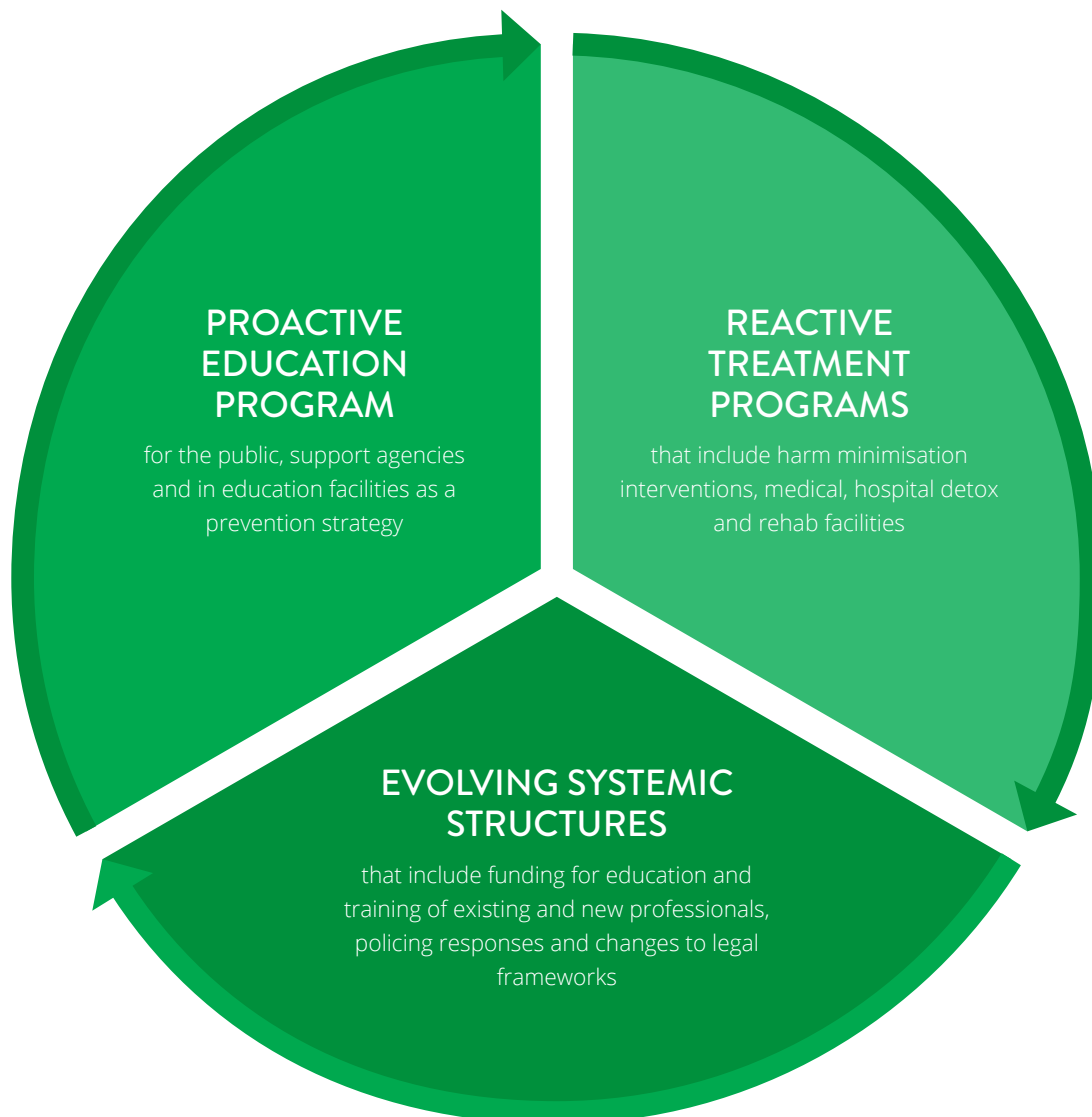 PROACTIVE
EDUCATION
PROGRAM
for the public, support agencies
and in education facilities as a
prevention strategy
REACTIVE
TREATMENT
PROGRAMS
that include harm minimisation
interventions, medical, hospital detox
and rehab facilities
EVOLVING SYSTEMIC
STRUCTURES
that include funding for education and
training of existing and new professionals,
policing responses and changes to legal
frameworks